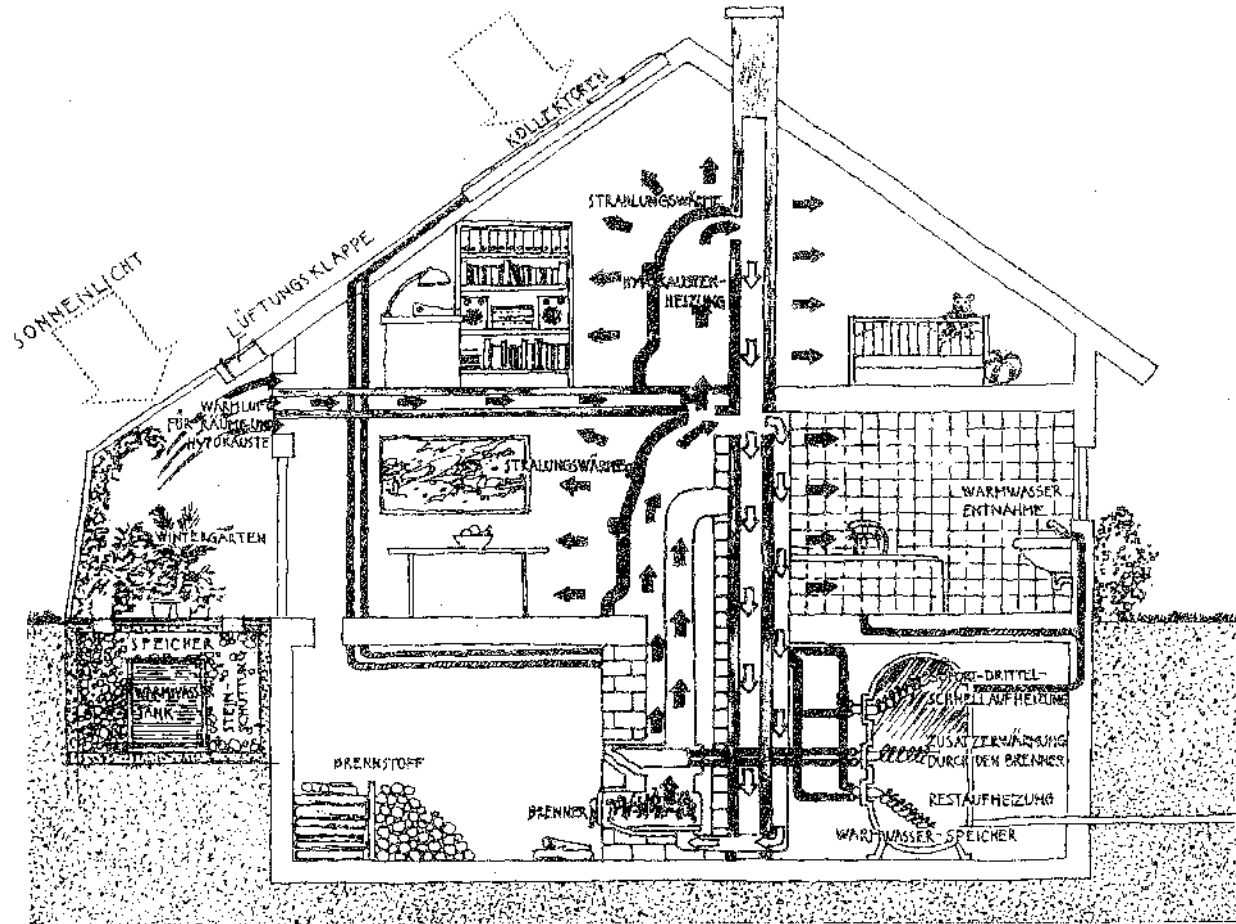 KOLLEKTOREN
SONNENLICHT
LÜFTUNGSKLAPPE
STRAHLUNGSWÄRME
HYPOKAUSTEN-
HEIZUNG
WARMLUFT
FÜR RÄUME UND
HYPOKAUSTE
STRALUNGSWÄRME
WARMWASSER
ENTNAHME
WINTERGARTEN
SPEICHER
WARMWASS
TANK
STEIN-
SCHÜTTUNG
SOFORT-DRITTEL-
SCHNELLAUFHEIZUNG
ZUSATZERWÄRMUNG
DURCH DEN BRENNER
BRENNSTOFF
RESTAUFHEIZUNG
BRENNER
WARMWASSER-SPEICHER